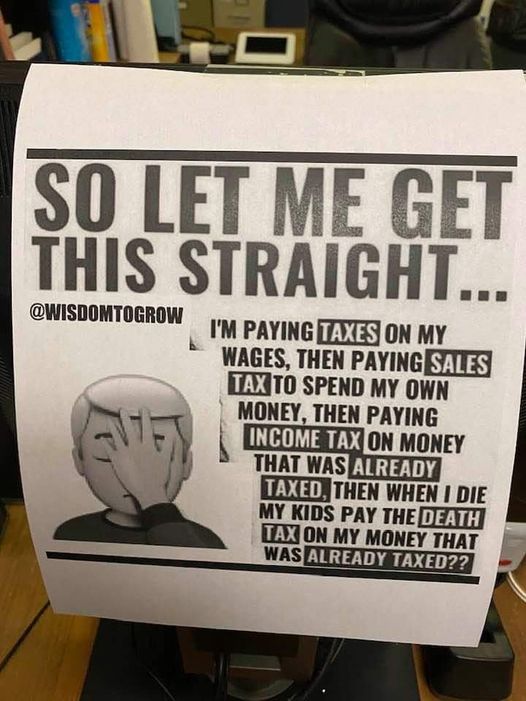 SO LET ME GET
THIS STRAIGHT...
@WISDOMTOGROW
I'M PAYING TAXES ON MY
WAGES, THEN PAYING SALES
TAX TO SPEND MY OWN
MONEY, THEN PAYING
INCOME TAX ON MONEY
THAT WAS ALREADY
TAXED, THEN WHEN I DIE
MY KIDS PAY THE DEATH
TAX ON MY MONEY THAT
WAS ALREADY TAXED??